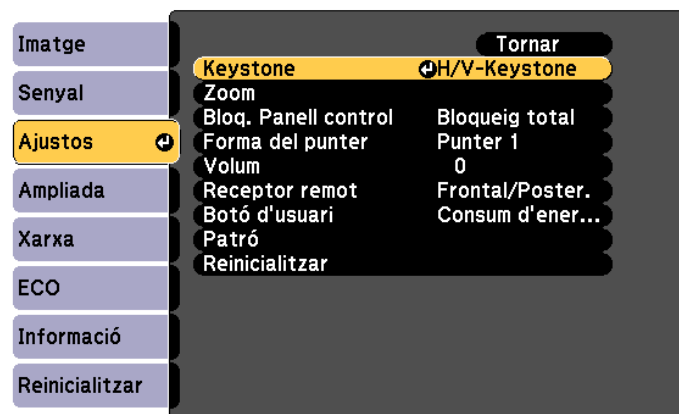 Imatge
Senyal
Ajustos
Ampliada
Xarxa
ECO
Informació
Reinicialitzar
Tornar
Keystone H/V-Keystone
Zoom
Bloq. Panell control Bloqueig total
Forma del punter Punter 1
Volum 0
Receptor remot Frontal/Poster.
Botó d'usuari Consum d'ener...
Patró
Reinicialitzar